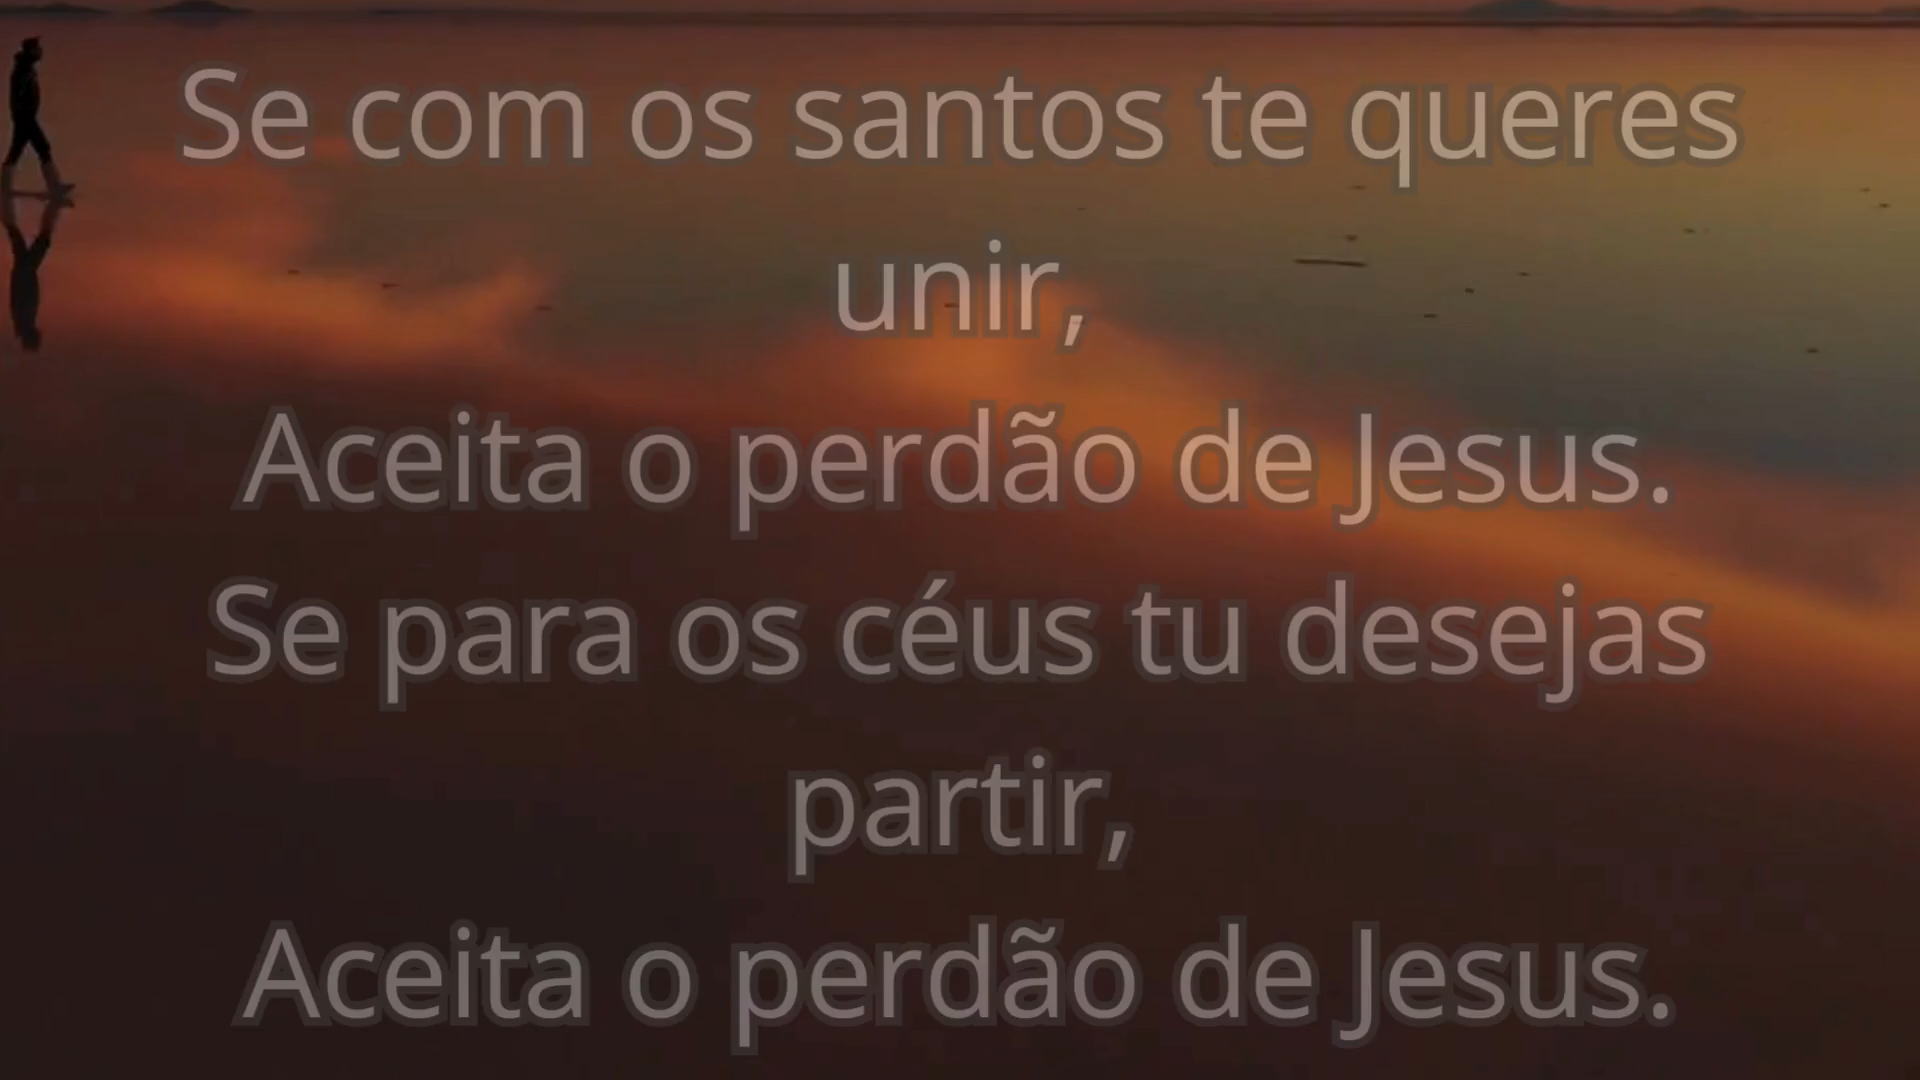 Se com os santos te queres
unir,
Aceita o perdão de Jesus.
Se para os céus tu desejas
partir,
Aceita o perdão de Jesus.